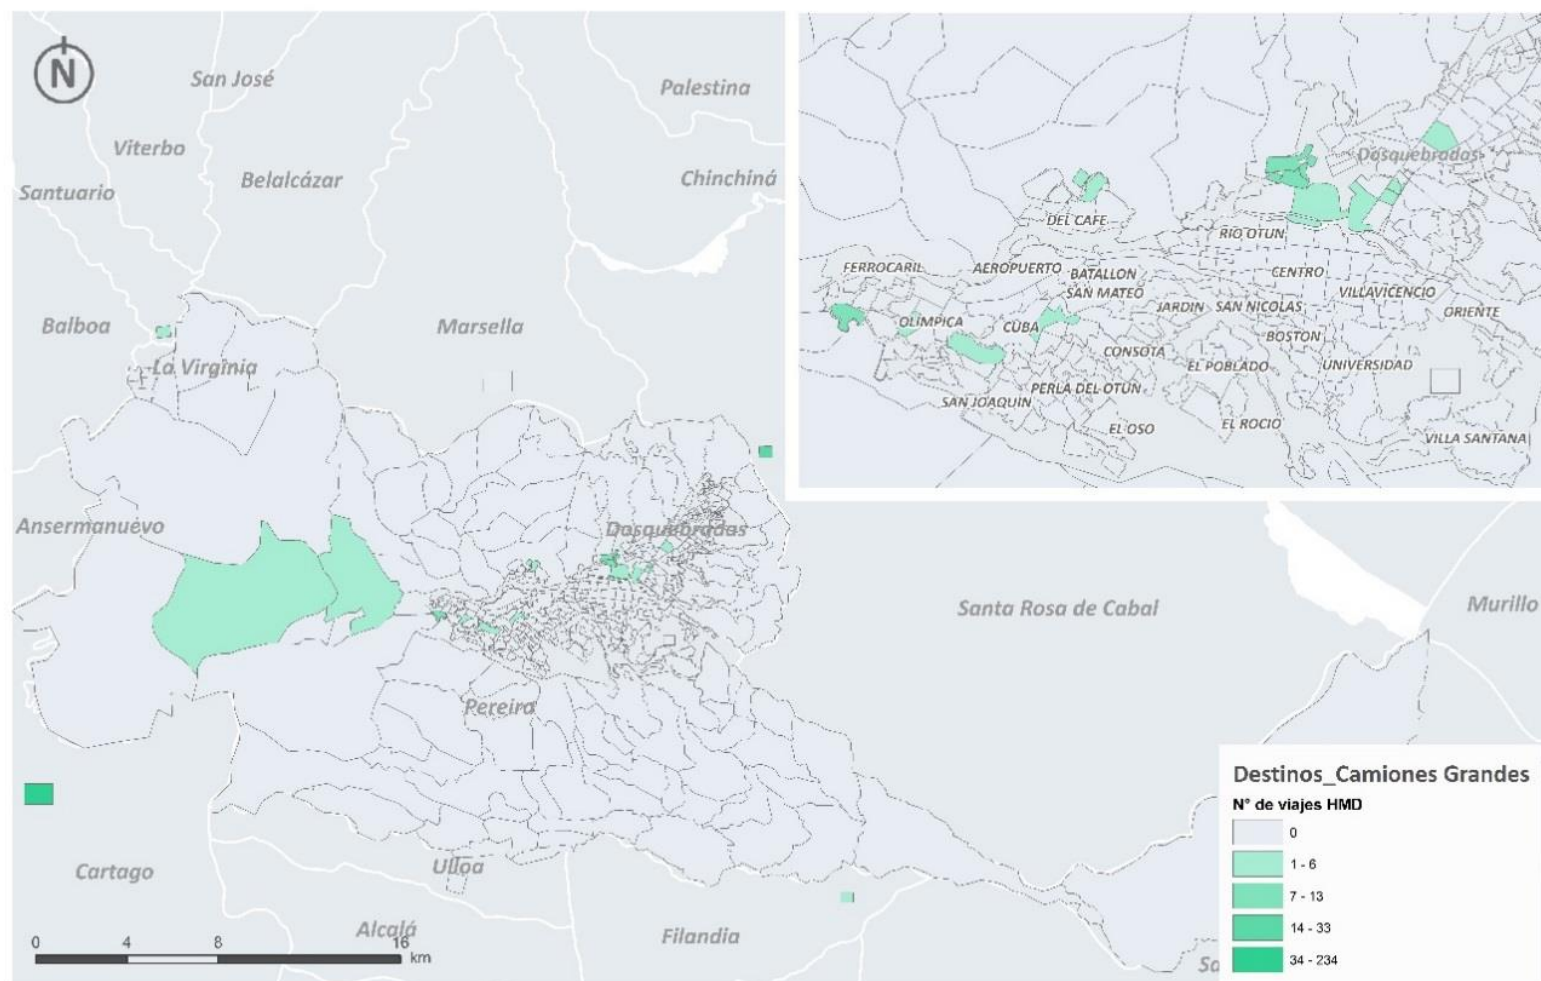 N
San José
Palestina
Viterbo
Belalcázar
Chinchiná
Santuario
Balboa
Marsella
La Virginia
Ansermanuevo
Dosquebradas
Santa Rosa de Cabal
Murillo
Pereira
Cartago
Ulloa
Alcalá
Filandia
0 4 8 16
km
Dosquebradas
DEL CAFE
RIO OTUN
FERROCARIL
AEROPUERTO
BATALLON
CENTRO
SAN MATEO
VILLAVICENCIO
JARDIN
SAN NICOLAS
ORIENTE
OLIMPICA
CUBA
BOSTON
CONSOTA
EL POBLADO
UNIVERSIDAD
PERLA DEL OTUN
SAN JOAQUIN
EL OSO
EL ROCIO
VILLA SANTANA
Destinos_Camiones Grandes
N° de viajes HMD
0
1 - 6
7 - 13
14 - 33
34 - 234